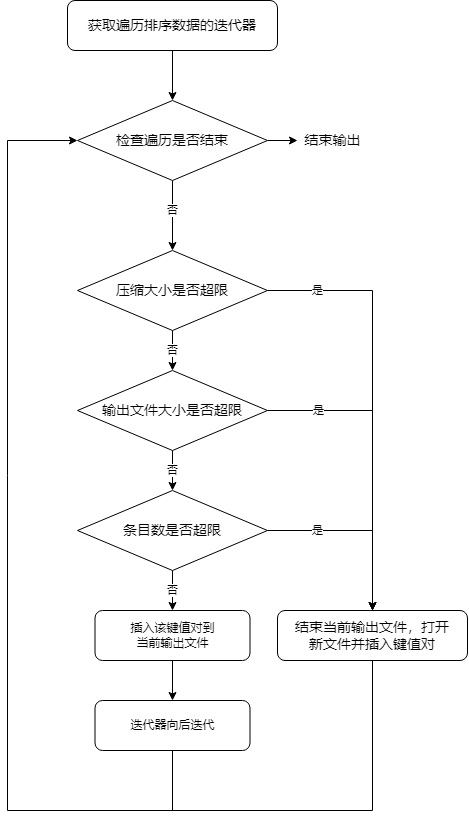 获取遍历排序数据的迭代器
检查遍历是否结束
结束输出
否
压缩大小是否超限
是
否
输出文件大小是否超限
是
否
条目数是否超限
是
否
插入该键值对到
当前输出文件
结束当前输出文件，打开
新文件并插入键值对
迭代器向后迭代